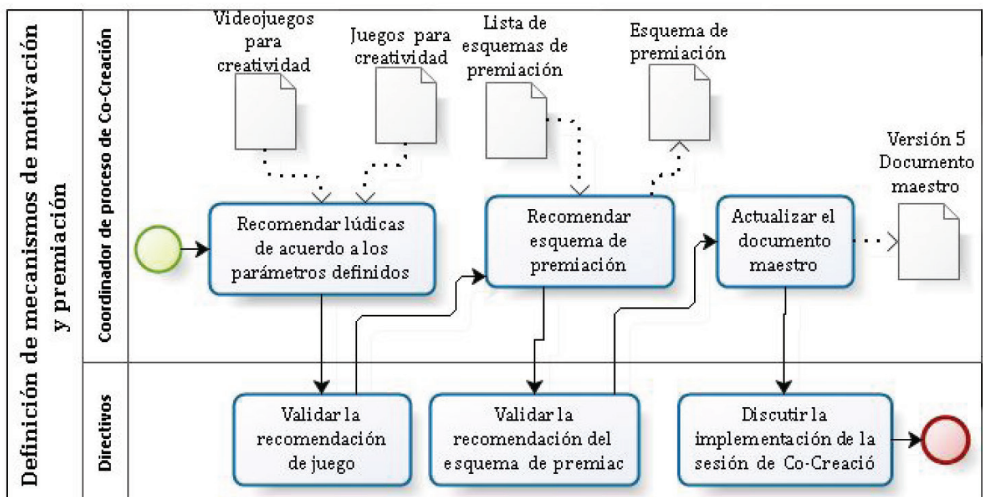 Definición de mecanismos de motivación
y premiación
Coordinador de proceso de Co-Creación
Videojuegos
para
creatividad
Juegos para
creatividad
Lista de
esquemas de
premiación
Esquema de
premiación
Versión 5
Documento
maestro
Recomendar lúdicas
de acuerdo a los
parámetros definidos
Recomendar
esquema de
premiación
Actualizar el
documento
maestro
Directivos
Validar la
recomendación
de juego
Validar la
recomendación del
esquema de premiac
Discutir la
implementación de la
sesión de Co-Creació